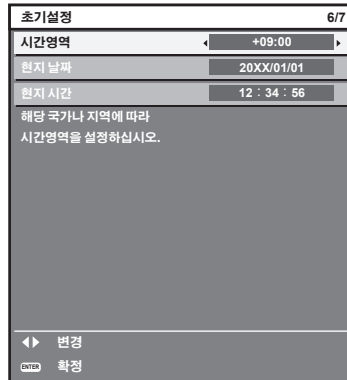 초기설정 6/7
시간영역 +09:00
현지 날짜 20XX/01/01
현지 시간 12 : 34 : 56
해당 국가나 지역에 따라
시간영역을 설정하십시오.
변경
ENTER 확정